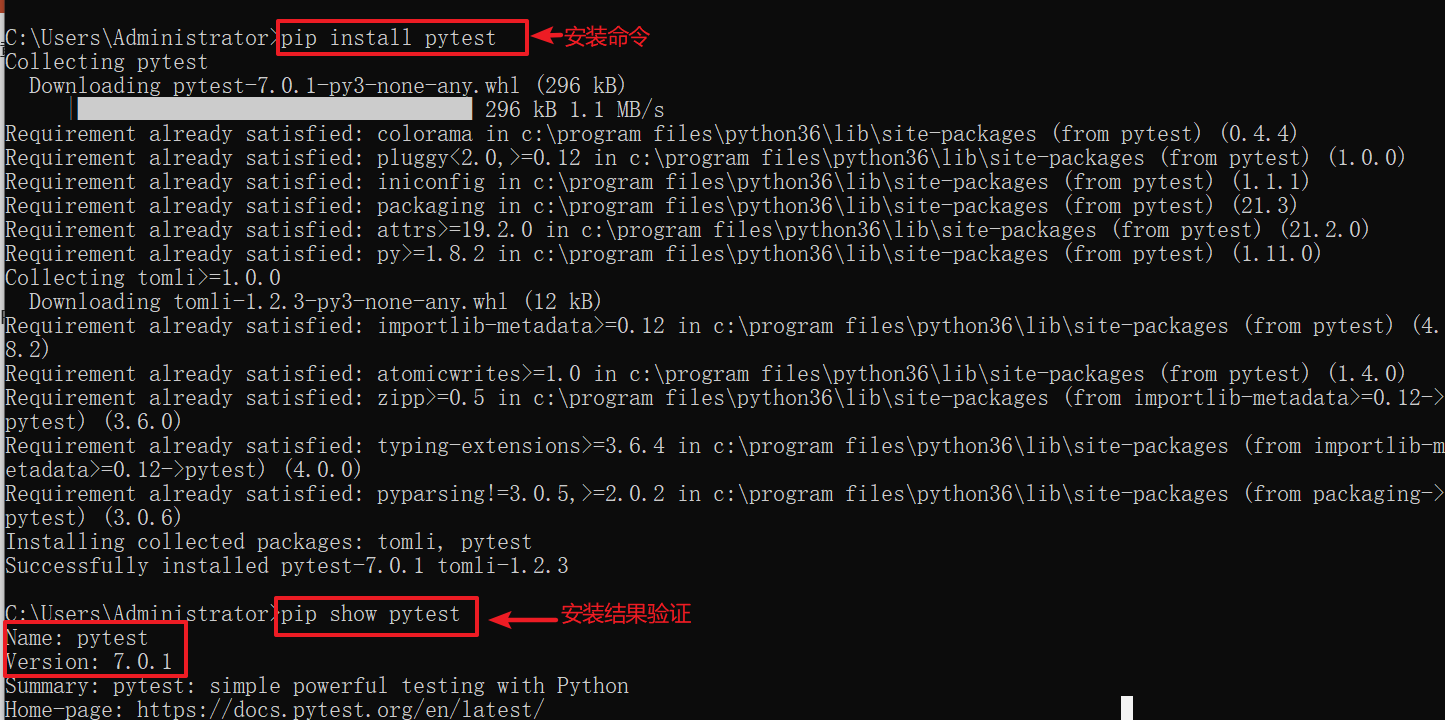 C:\Users\Administrator>pip install pytest 安装命令
Collecting pytest
  Downloading pytest-7.0.1-py3-none-any.whl (296 kB)
     | 296 kB 1.1 MB/s
Requirement already satisfied: colorama in c:\program files\python36\lib\site-packages (from pytest) (0.4.4)
Requirement already satisfied: pluggy<2.0,>=0.12 in c:\program files\python36\lib\site-packages (from pytest) (1.0.0)
Requirement already satisfied: iniconfig in c:\program files\python36\lib\site-packages (from pytest) (1.1.1)
Requirement already satisfied: packaging in c:\program files\python36\lib\site-packages (from pytest) (21.3)
Requirement already satisfied: attrs>=19.2.0 in c:\program files\python36\lib\site-packages (from pytest) (21.2.0)
Requirement already satisfied: py>=1.8.2 in c:\program files\python36\lib\site-packages (from pytest) (1.11.0)
Collecting tomli>=1.0.0
  Downloading tomli-1.2.3-py3-none-any.whl (12 kB)
Requirement already satisfied: importlib-metadata>=0.12 in c:\program files\python36\lib\site-packages (from pytest) (4.
8.2)
Requirement already satisfied: atomicwrites>=1.0 in c:\program files\python36\lib\site-packages (from pytest) (1.4.0)
Requirement already satisfied: zipp>=0.5 in c:\program files\python36\lib\site-packages (from importlib-metadata>=0.12->
pytest) (3.6.0)
Requirement already satisfied: typing-extensions>=3.6.4 in c:\program files\python36\lib\site-packages (from importlib-m
etadata>=0.12->pytest) (4.0.0)
Requirement already satisfied: pyparsing!=3.0.5,>=2.0.2 in c:\program files\python36\lib\site-packages (from packaging->
pytest) (3.0.6)
Installing collected packages: tomli, pytest
Successfully installed pytest-7.0.1 tomli-1.2.3
C:\Users\Administrator>pip show pytest 安装结果验证
Name: pytest
Version: 7.0.1
Summary: pytest: simple powerful testing with Python
Home-page: https://docs.pytest.org/en/latest/